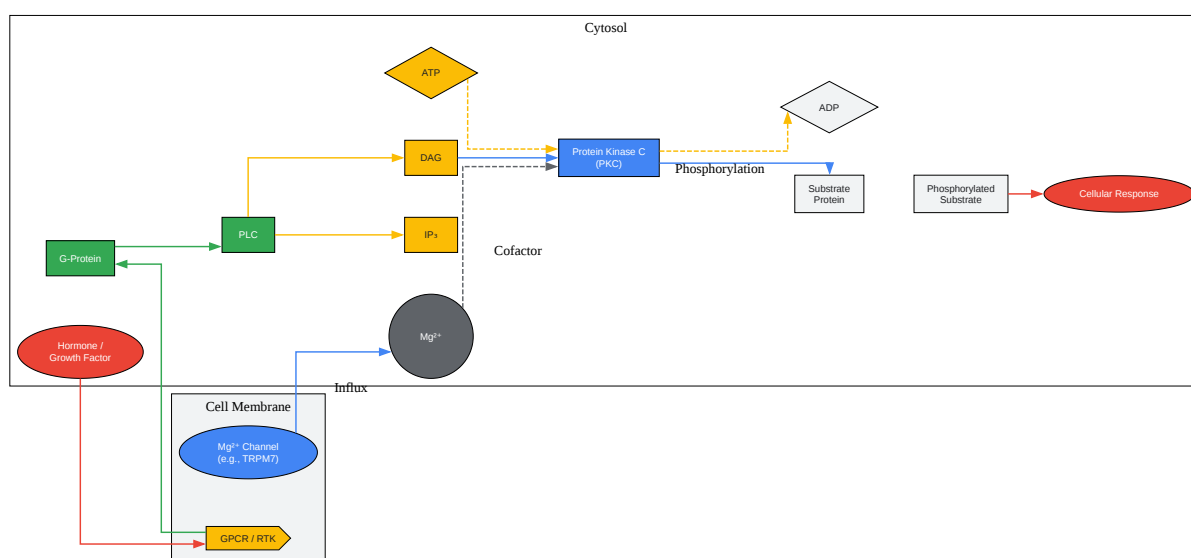 Cytosol
ATP
ADP
DAG
Protein Kinase C
(PKC)
Phosphorylation
Substrate
Protein
Phosphorylated
Substrate
Cellular Response
PLC
IP₃
G-Protein
Cofactor
Hormone /
Growth Factor
Mg²⁺
Influx
Cell Membrane
Mg²⁺ Channel
(e.g., TRPM7)
GPCR / RTK